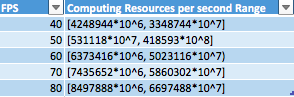 FPS Computing Resources per second Range
40 [4248944*10^6, 3348744*10^7]
50 [531118*10^7, 418593*10^8]
60 [6373416*10^6, 5023116*10^7]
70 [7435652*10^6, 5860302*10^7]
80 [8497888*10^6, 6697487*10^7]